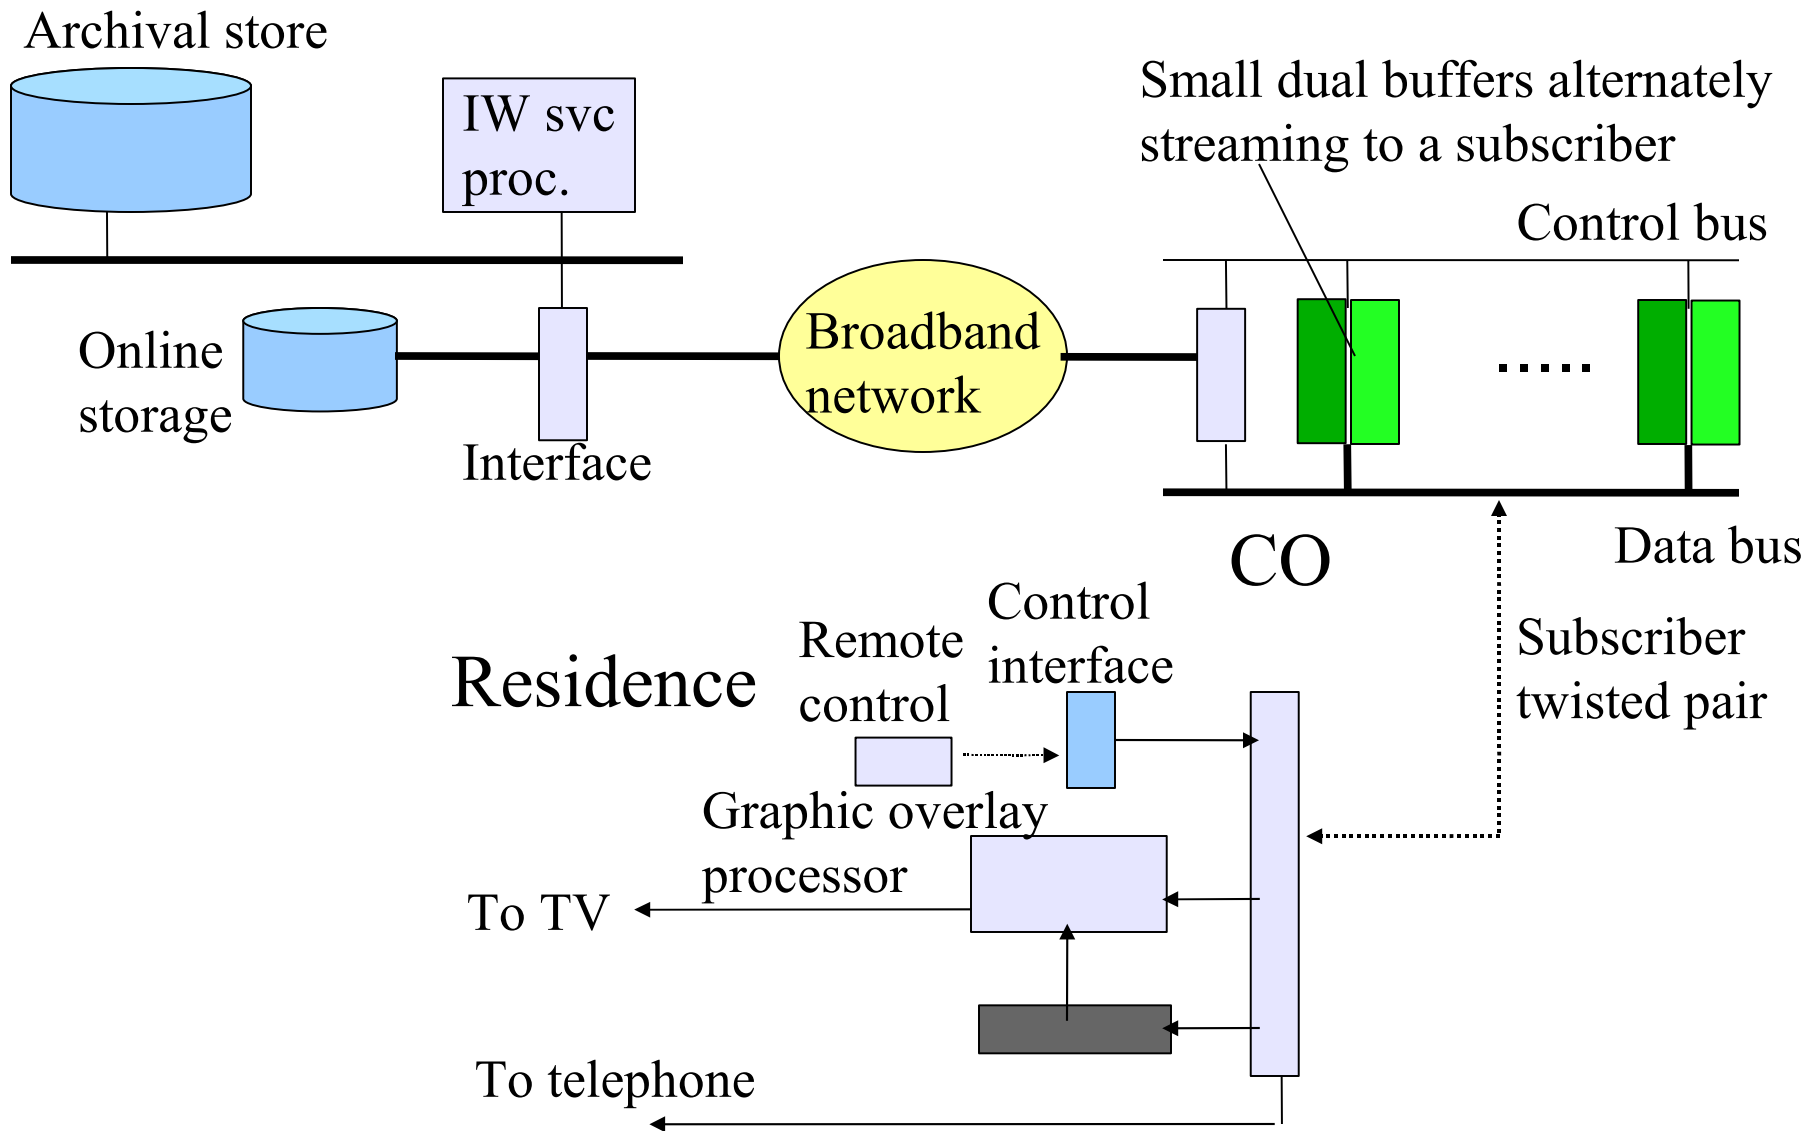 Archival store
IW svc
proc.
Small dual buffers alternately
streaming to a subscriber
Control bus
Online
storage
Interface
Broadband
network
CO
Data bus
Residence
Remote
control
Control
interface
Subscriber
twisted pair
Graphic overlay
processor
To TV
To telephone